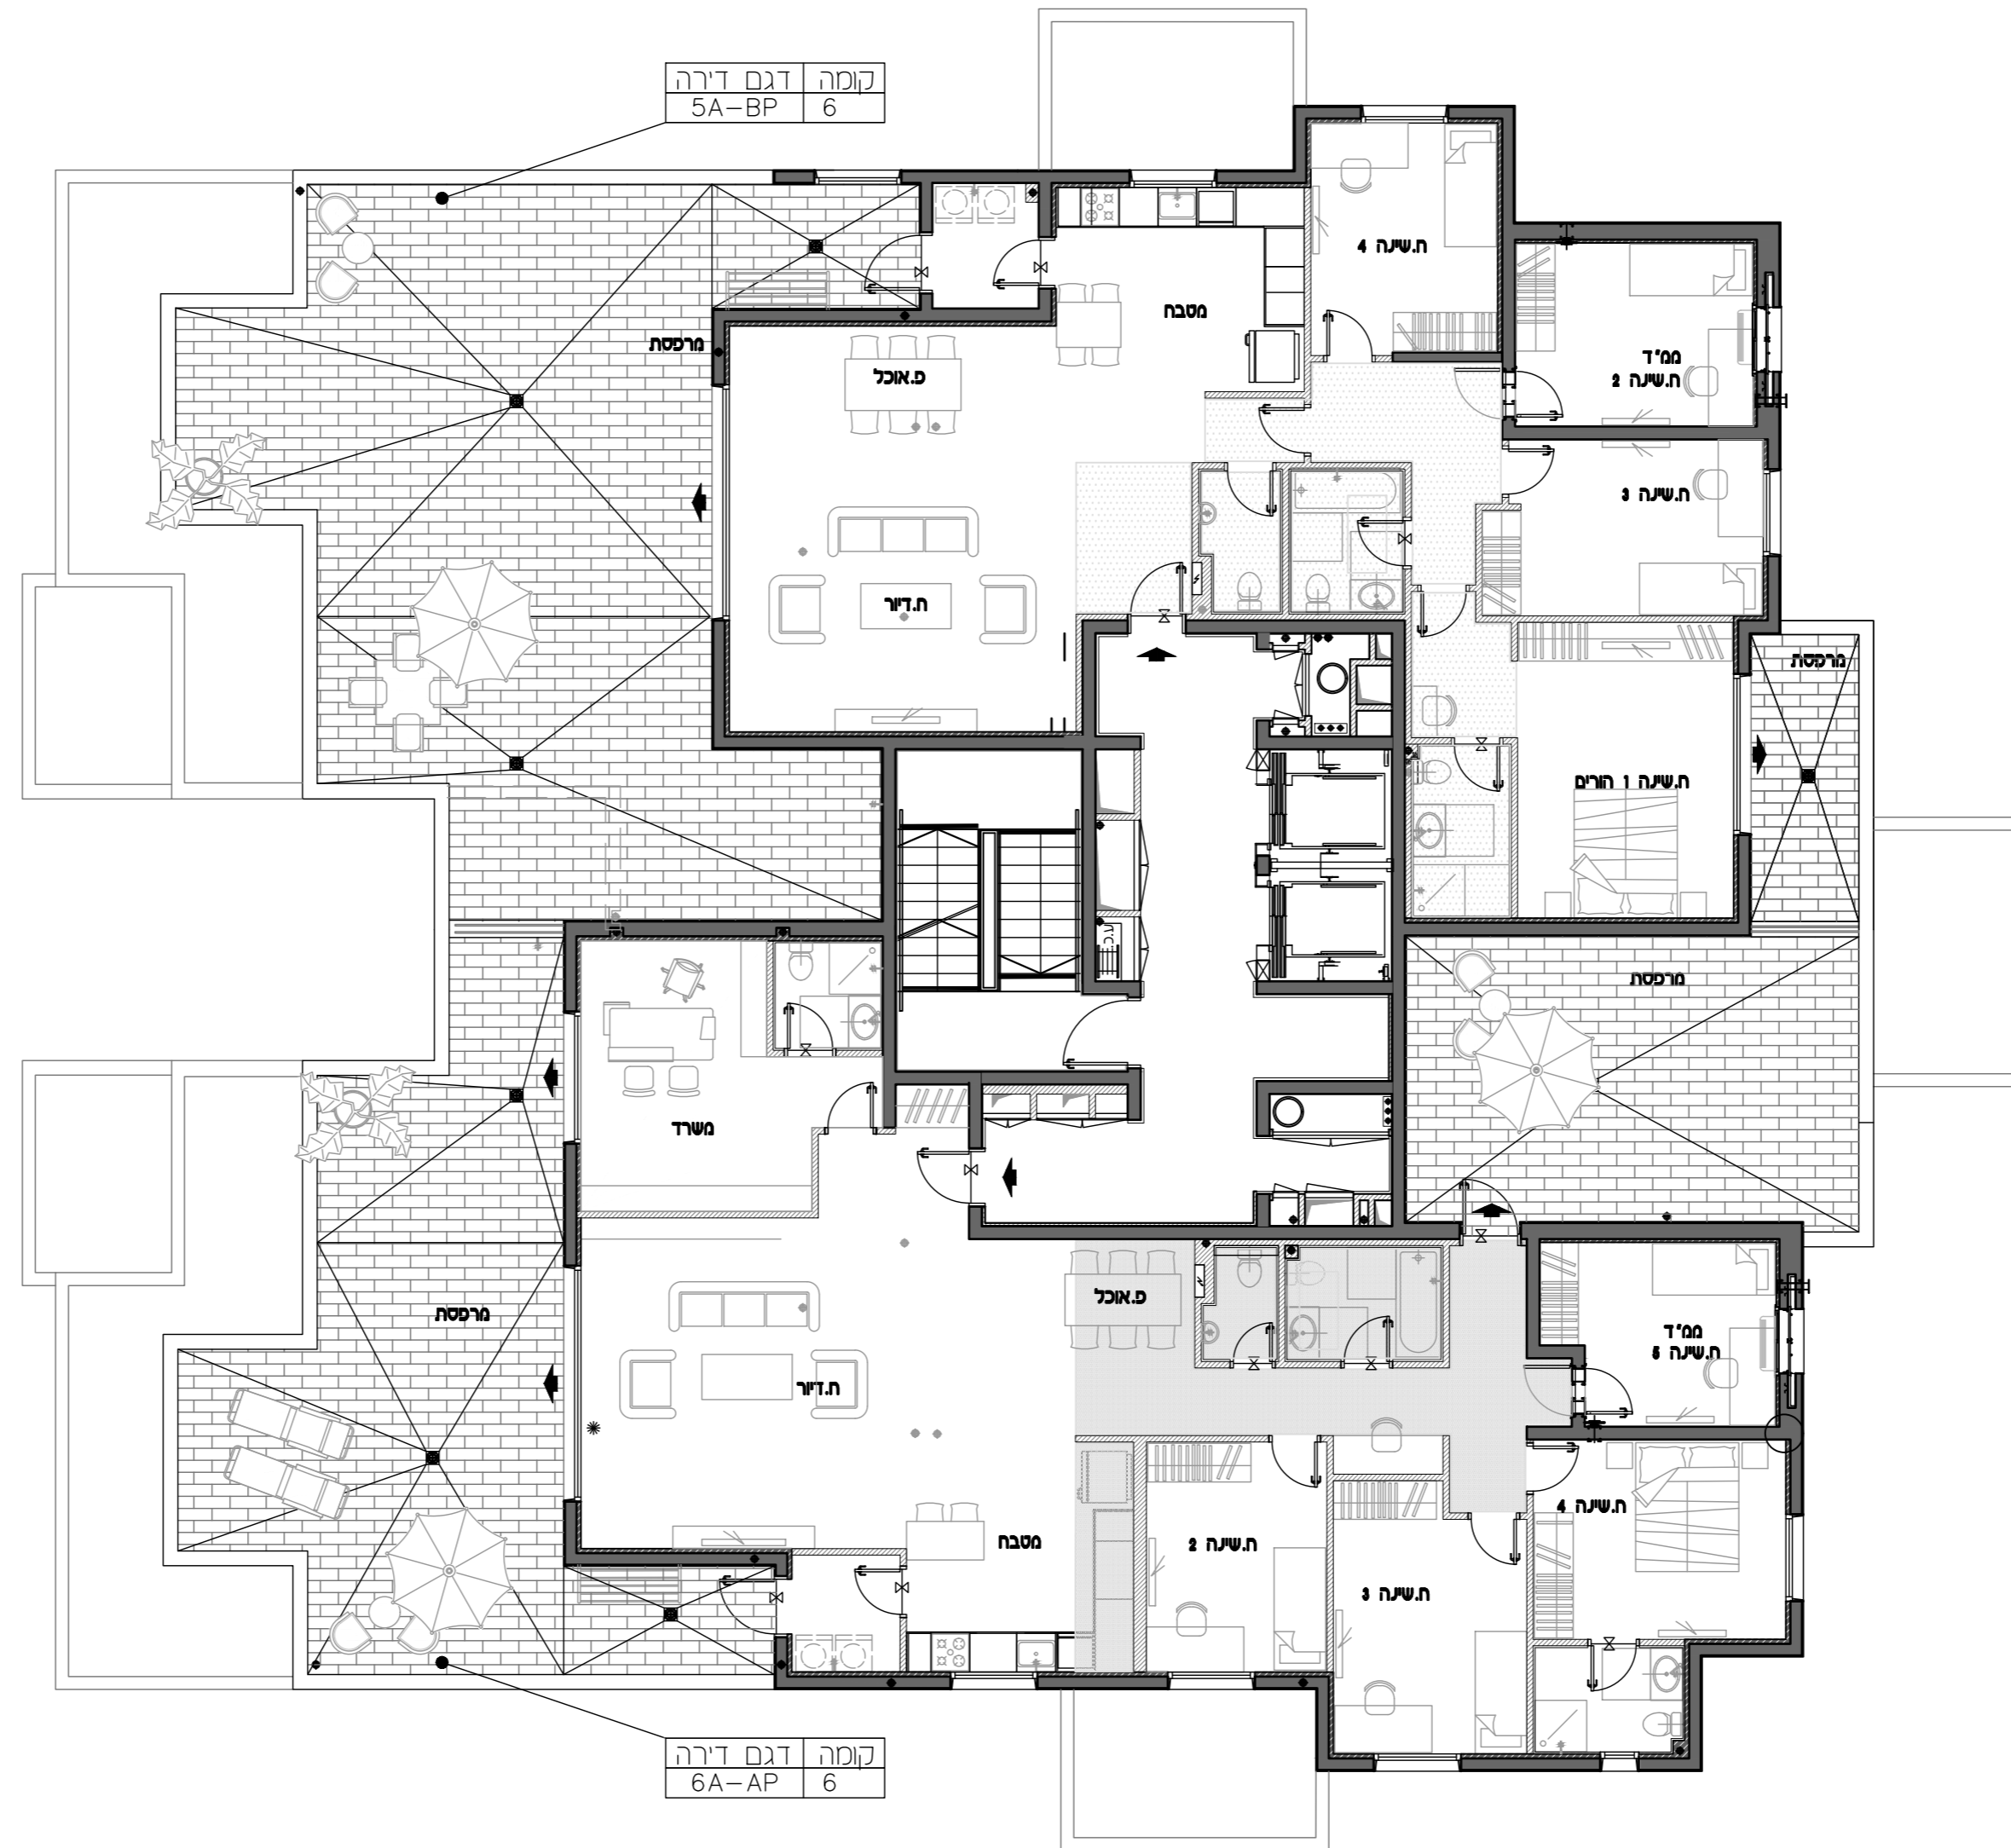 קומה דגם דירה
6 5A-BP
ח.שינה 4
מטבח
מרפסת
ממ"ד
ח.שינה 2
פ.אוכל
ח.שינה 3
ח.דיור
מרפסת
ח.שינה 1 הורים
ע.כ
מרפסת
משרד
פ.אוכל
מרפסת
ממ"ד
ח.שינה 5
ח.דיור
ח.שינה 4
מטבח
ח.שינה 2
ח.שינה 3
קומה דגם דירה
6 6A-AP